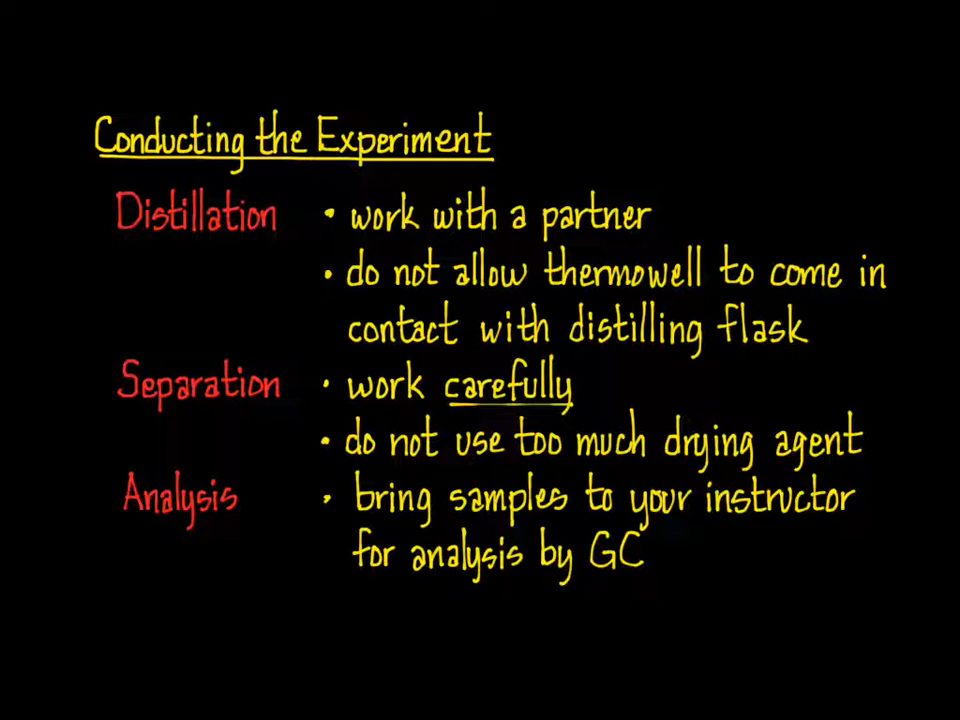 Conducting the Experiment
Distillation • work with a partner
• do not allow thermowell to come in
contact with distilling flask
Separation • work carefully
• do not use too much drying agent
Analysis • bring samples to your instructor
for analysis by GC